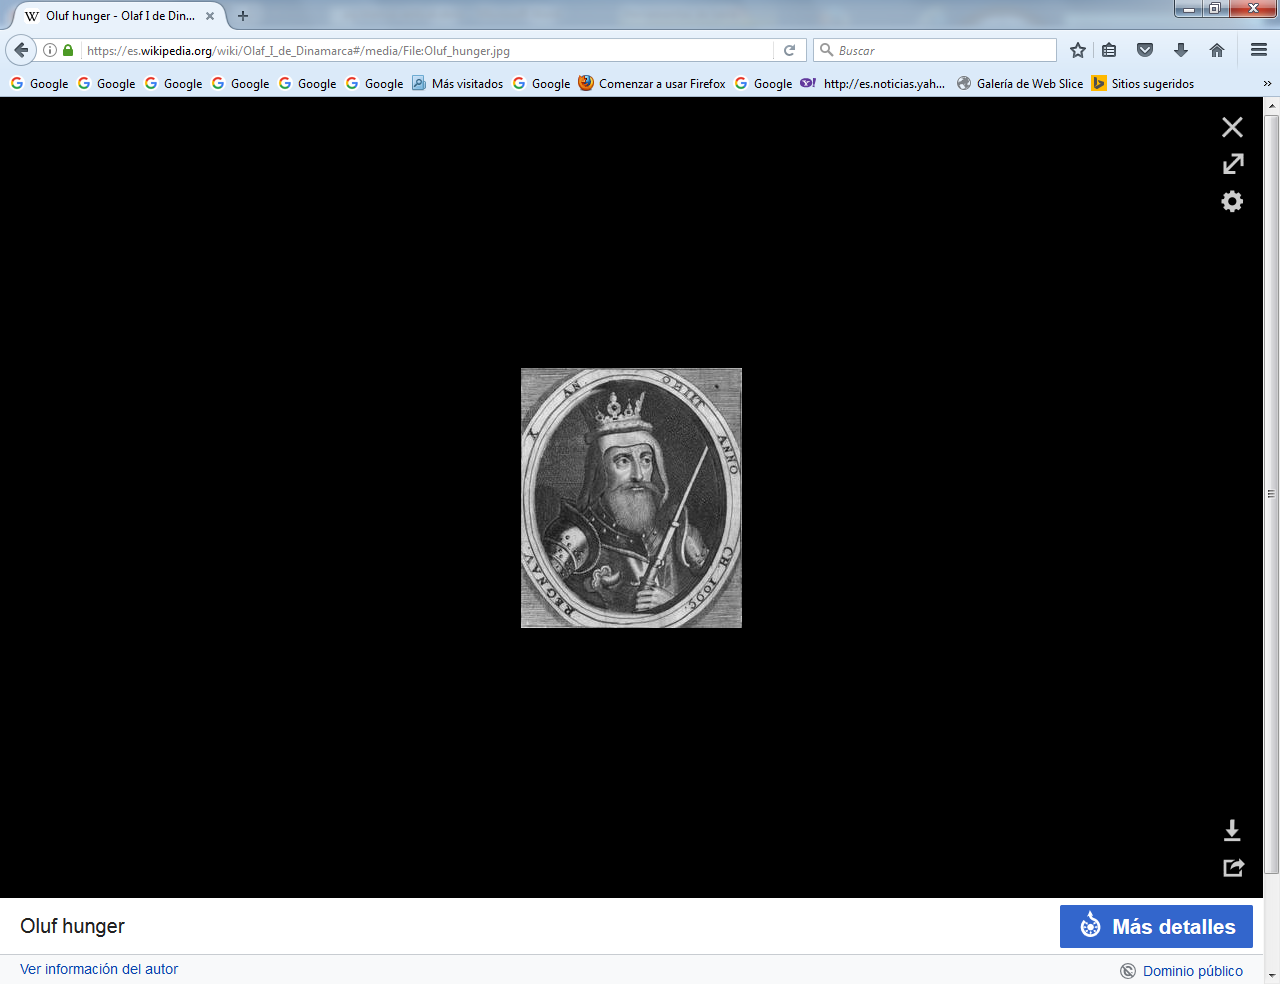 Oluf hunger - Olaf I de Din...
https://es.wikipedia.org/wiki/Olaf_I_de_Dinamarca#/media/File:Oluf_hunger.jpg
Buscar
Google Google Google Google Google Google Más visitados Google Comenzar a usar Firefox Google http://es.noticias.yah... Galería de Web Slice Sitios sugeridos
REGNAV. X AN. OBIIT ANNO CH.
Oluf hunger
Más detalles
Ver información del autor
Dominio público